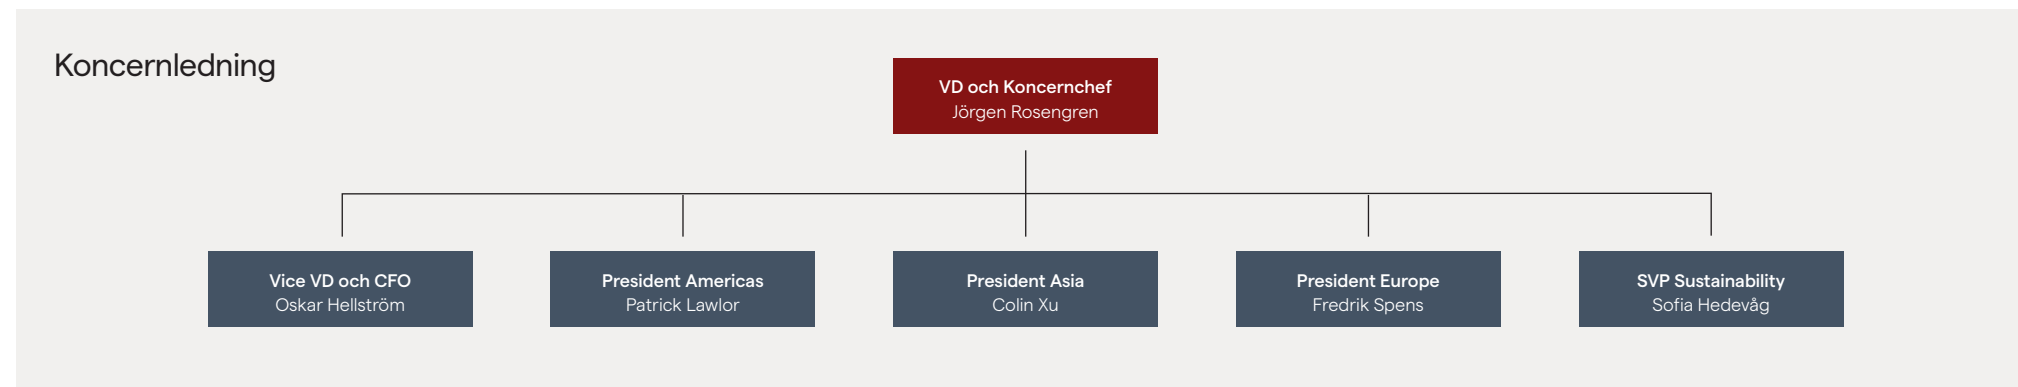 Koncernledning
VD och Koncernchef
Jörgen Rosengren
Vice VD och CFO
Oskar Hellström
President Americas
Patrick Lawlor
President Asia
Colin Xu
President Europe
Fredrik Spens
SVP Sustainability
Sofia Hedevåg